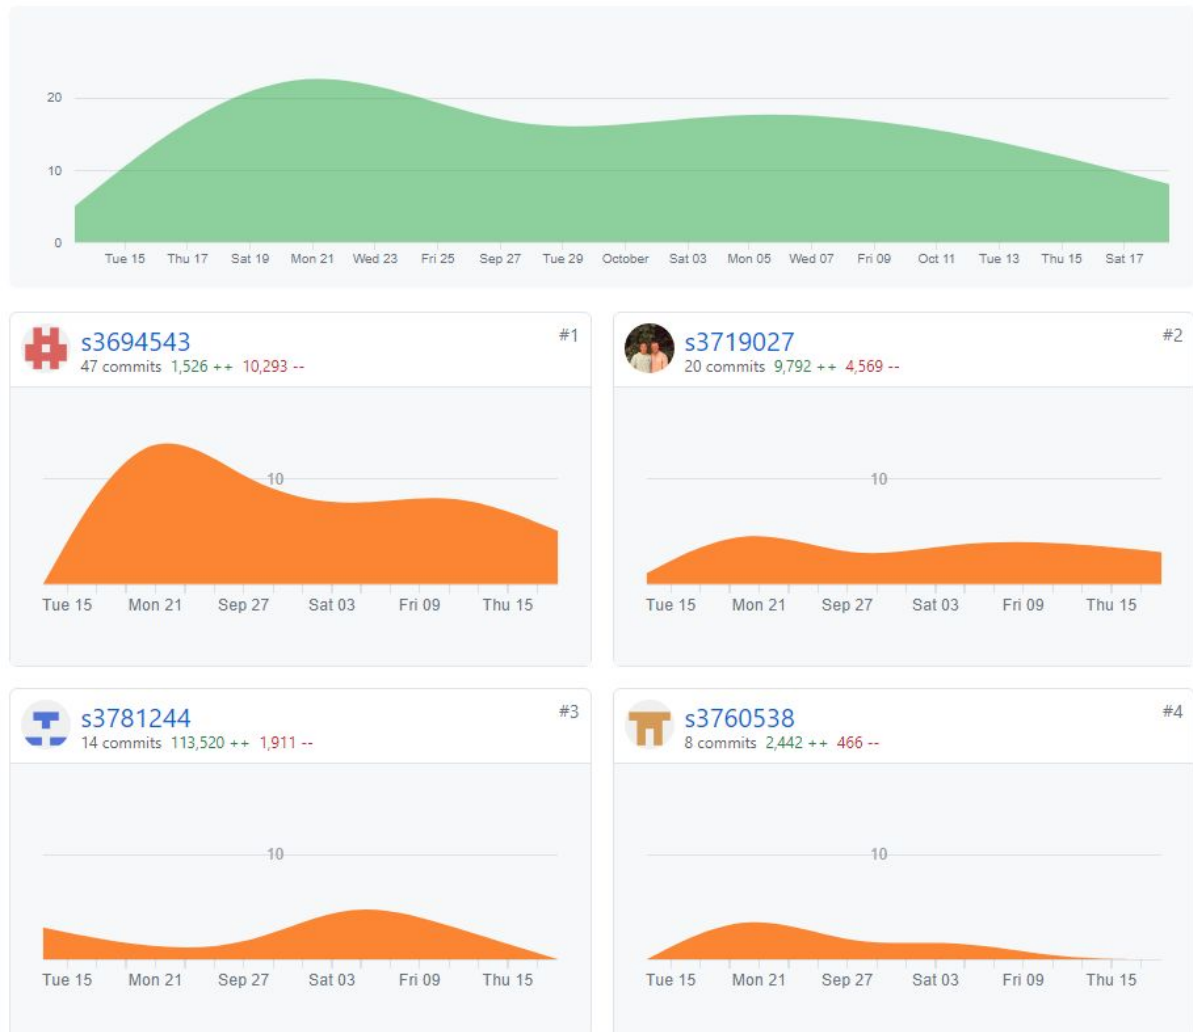 20
10
0
Tue 15 Thu 17 Sat 19 Mon 21 Wed 23 Fri 25 Sep 27 Tue 29 October Sat 03 Mon 05 Wed 07 Fri 09 Oct 11 Tue 13 Thu 15 Sat 17
s3694543 #1
47 commits 1,526 ++ 10,293 --
10
Tue 15 Mon 21 Sep 27 Sat 03 Fri 09 Thu 15
s3719027 #2
20 commits 9,792 ++ 4,569 --
10
Tue 15 Mon 21 Sep 27 Sat 03 Fri 09 Thu 15
s3781244 #3
14 commits 113,520 ++ 1,911 --
10
Tue 15 Mon 21 Sep 27 Sat 03 Fri 09 Thu 15
s3760538 #4
8 commits 2,442 ++ 466 --
10
Tue 15 Mon 21 Sep 27 Sat 03 Fri 09 Thu 15